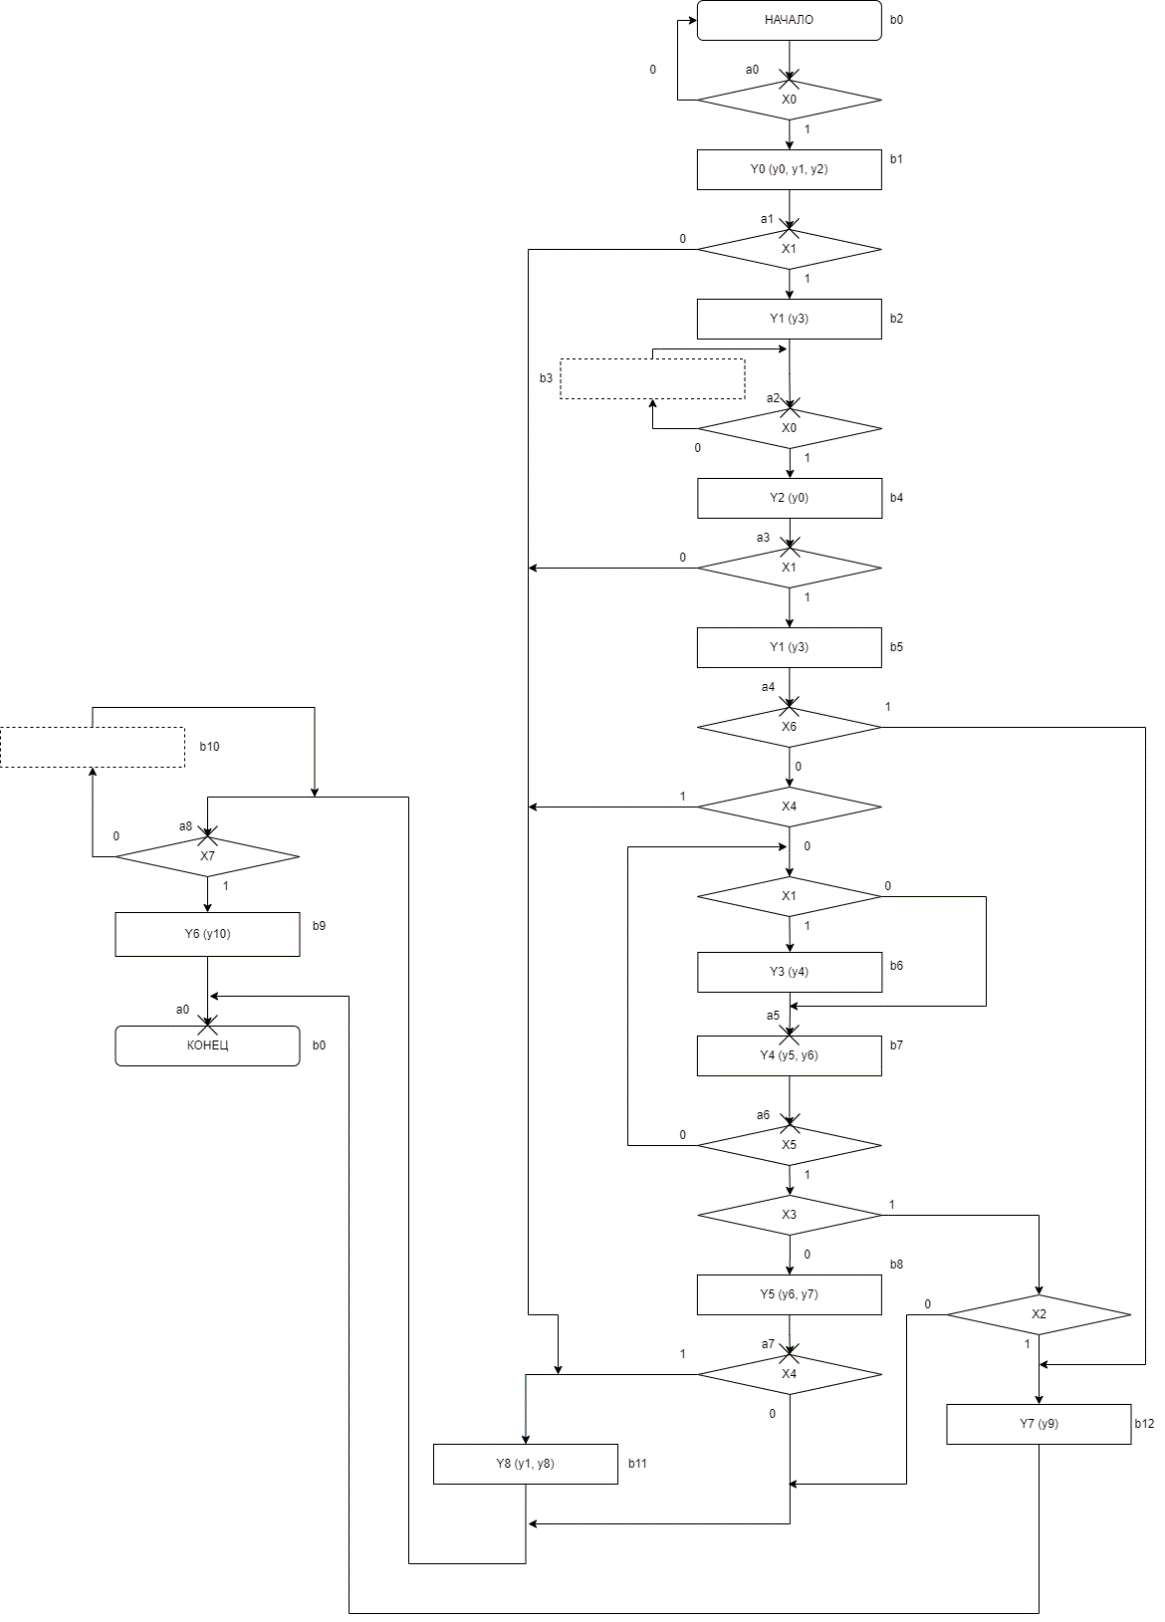 НАЧАЛО b0
0 a0
X0
1
Y0 (y0, y1, y2) b1
a1
0
X1
1
Y1 (y3) b2
b3
a2
X0
0
1
Y2 (y0) b4
a3
0
X1
1
Y1 (y3) b5
a4
1
X6
b10
0
1
X4
a8
0
X7
0
1
X1
0
1
Y6 (y10) b9
Y3 (y4) b6
a0
a5
КОНЕЦ b0
Y4 (y5, y6) b7
a6
0
X5
1
X3
1
0
b8
Y5 (y6, y7)
0
X2
1
a7
1
X4
0
Y7 (y9) b12
Y8 (y1, y8) b11